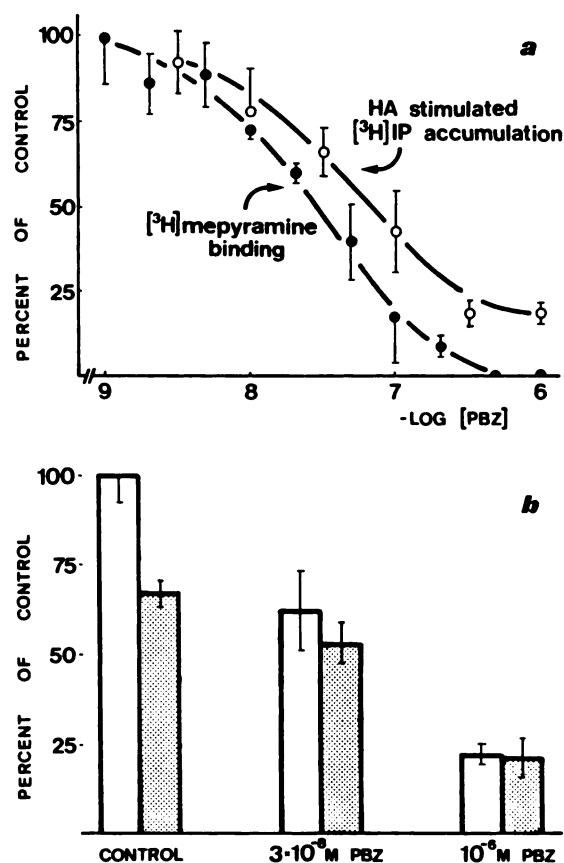 a
100
75
50
25
PERCENT OF CONTROL
HA stimulated
[³H]IP accumulation
[³H]mepyramine
binding
9 8 7 6
-LOG [PBZ]
b
100
75
50
25
PERCENT OF CONTROL
CONTROL 3·10⁻⁸M PBZ 10⁻⁶M PBZ